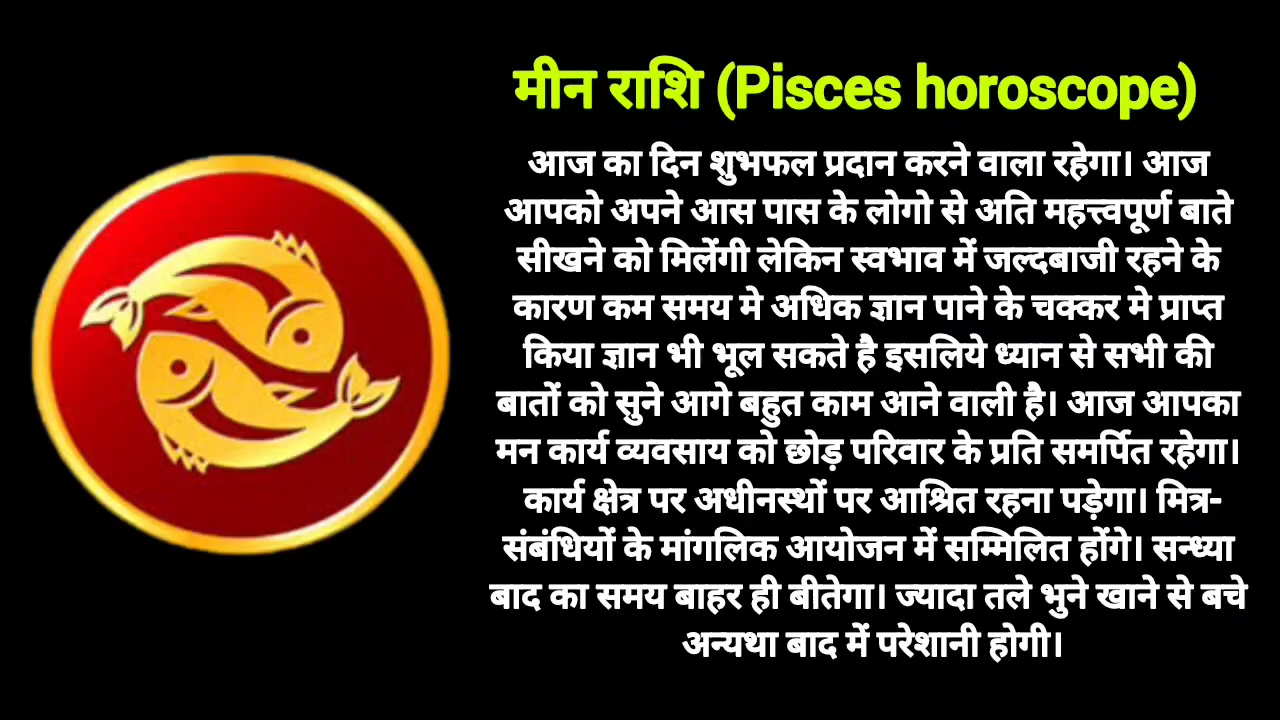 मीन राशि (Pisces horoscope)
आज का दिन शुभफल प्रदान करने वाला रहेगा। आज
आपको अपने आस पास के लोगो से अति महत्त्वपूर्ण बाते
सीखने को मिलेंगी लेकिन स्वभाव में जल्दबाजी रहने के
कारण कम समय मे अधिक ज्ञान पाने के चक्कर मे प्राप्त
किया ज्ञान भी भूल सकते है इसलिये ध्यान से सभी की
बातों को सुने आगे बहुत काम आने वाली है। आज आपका
मन कार्य व्यवसाय को छोड़ परिवार के प्रति समर्पित रहेगा।
कार्य क्षेत्र पर अधीनस्थों पर आश्रित रहना पड़ेगा। मित्र-
संबंधियों के मांगलिक आयोजन में सम्मिलित होंगे। सन्ध्या
बाद का समय बाहर ही बीतेगा। ज्यादा तले भुने खाने से बचे
अन्यथा बाद में परेशानी होगी।